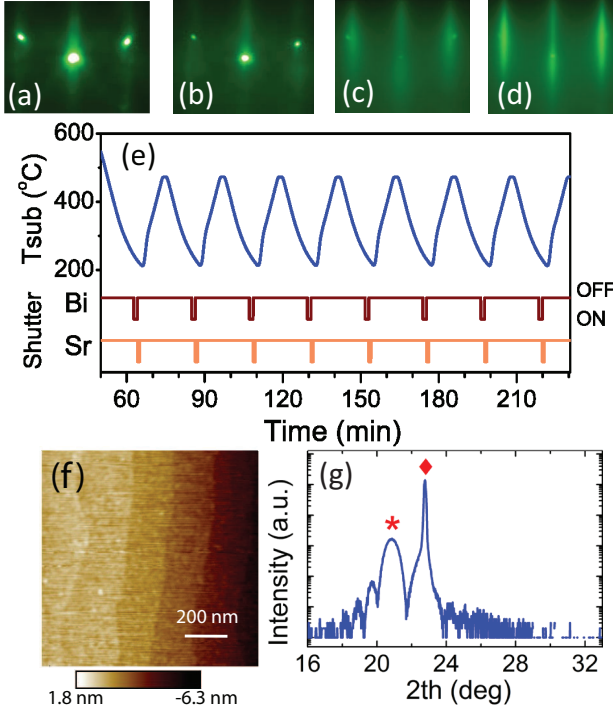 (a)
(b)
(c)
(d)
(e)
600
400
200
Tsub (°C)
OFF
ON
Shutter
Bi
Sr
60 90 120 150 180 210
Time (min)
(f)
200 nm
1.8 nm -6.3 nm
(g)
*
Intensity (a.u.)
16 20 24 28 32
2th (deg)